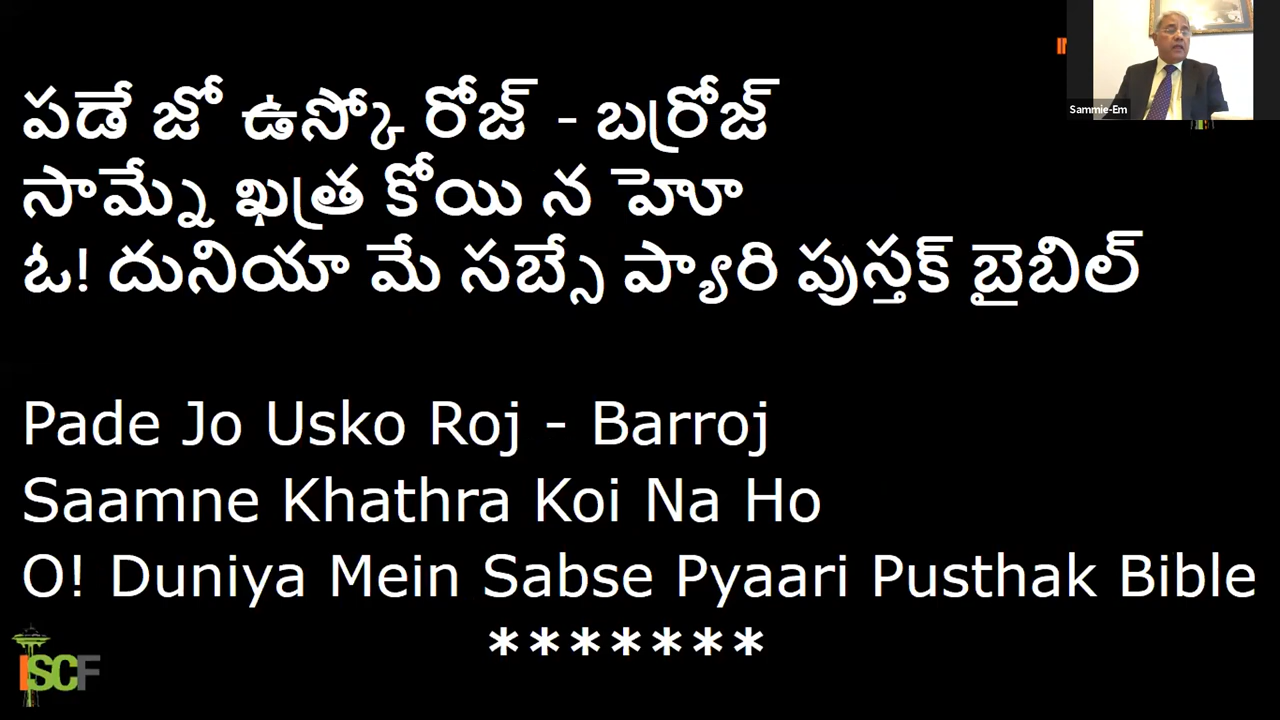 Sammie-Em
పడే జో ఉస్కో రోజ్ - బర్రోజ్
సామ్నే ఖత్ర కోయి న హెూ
ఓ! దునియా మే సబ్సే ప్యారి పుస్తక్ బైబిల్
Pade Jo Usko Roj - Barroj
Saamne Khathra Koi Na Ho
O! Duniya Mein Sabse Pyaari Pusthak Bible
*******
ISCF